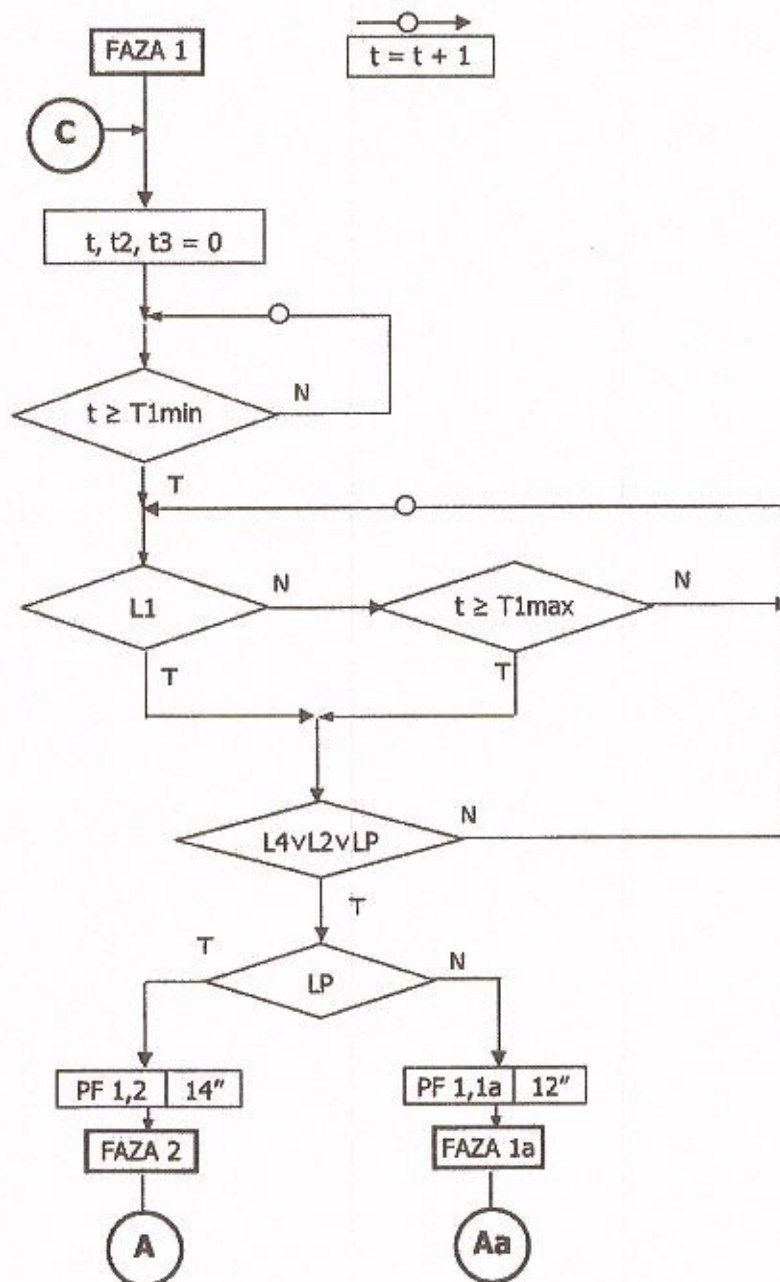 FAZA 1
t = t + 1
C
t, t2, t3 = 0
t ≥ T1min
N
T
L1
N
t ≥ T1max
N
T
T
L4vL2vLP
N
T
T
LP
N
PF 1,2 14"
PF 1,1a 12"
FAZA 2
FAZA 1a
A
Aa